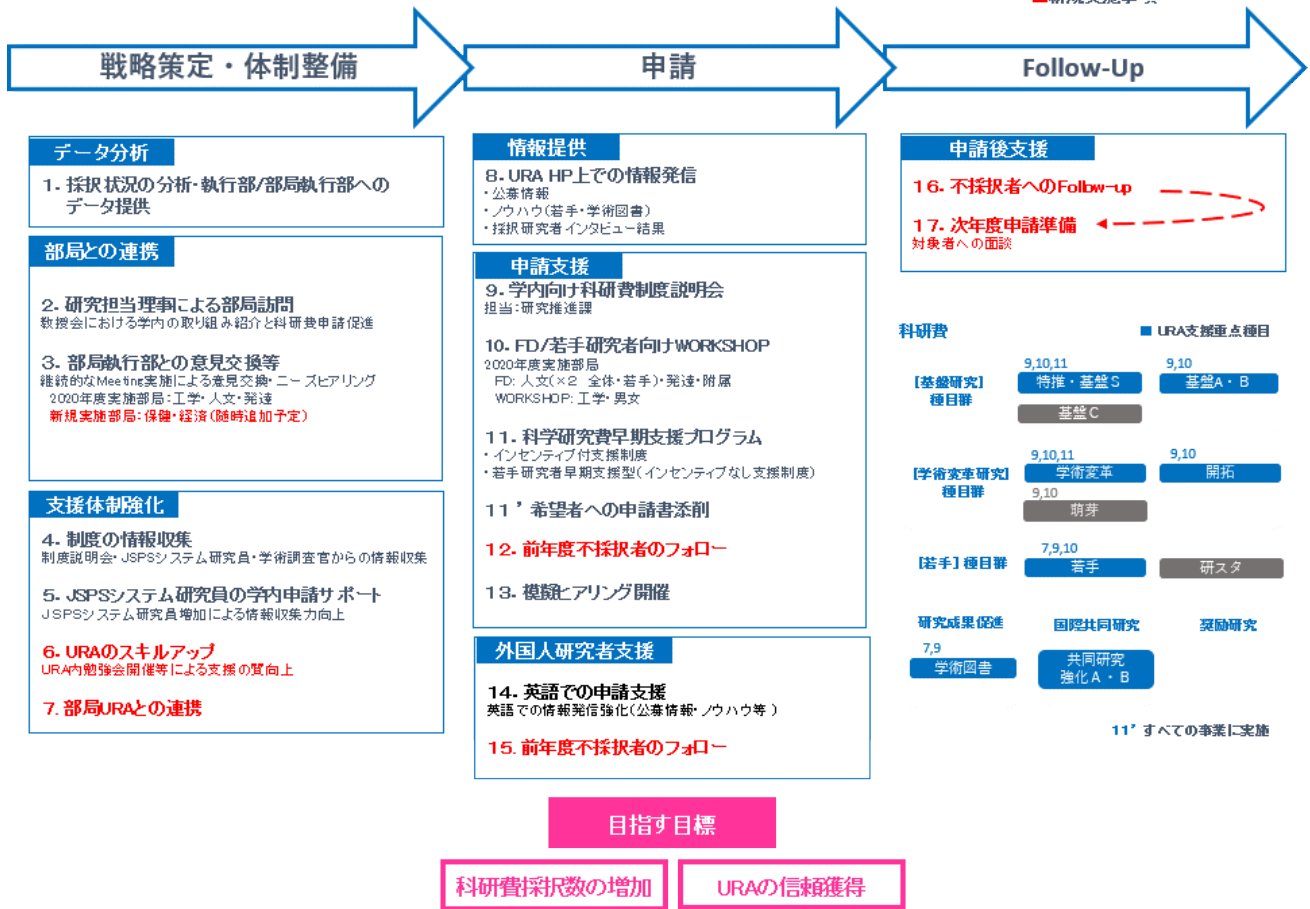 戦略策定・体制整備
申請
Follow-Up
データ分析
1. 採択状況の分析・執行部/部局執行部への
データ提供
部局との連携
2. 研究担当理事による部局訪問
教授会における学内の取り組み紹介と科研費申請促進
3. 部局執行部との意見交換等
継続的なMeeting実施による意見交換・ニーズヒアリング
2020年度実施部局:工学・人文・発達
新規実施部局:保健・経済(随時追加予定)
支援体制強化
4. 制度の情報収集
制度説明会・JSPSシステム研究員・学術調査官からの情報収集
5. JSPSシステム研究員の学内申請サポート
JSPSシステム研究員増加による情報収集力向上
6. URAのスキルアップ
URA内勉強会開催等による支援の質向上
7. 部局URAとの連携
情報提供
8. URA HP上での情報発信
・公募情報
・ノウハウ(若手・学術図書)
・採択研究者インタビュー結果
申請支援
9. 学内向け科研費制度説明会
担当:研究推進課
10. FD/若手研究者向けWORKSHOP
2020年度実施部局
FD: 人文(×2 全体・若手)・発達・附属
WORKSHOP: 工学・男女
11. 科学研究費早期支援プログラム
・インセンティブ付支援制度
・若手研究者早期支援型(インセンティブなし支援制度)
11’ 希望者への申請書添削
12. 前年度不採択者のフォロー
13. 模擬ヒアリング開催
外国人研究者支援
14. 英語での申請支援
英語での情報発信強化(公募情報・ノウハウ等 )
15. 前年度不採択者のフォロー
申請後支援
16. 不採択者へのFollow-up
17. 次年度申請準備
対象者への面談
科研費
■ URA支援重点種目
[基盤研究]
種目群
9,10,11
特推・基盤S
9,10
基盤A・B
基盤C
[学術変革研究]
種目群
9,10,11
学術変革
9,10
開拓
9,10
萌芽
[若手] 種目群
7,9,10
若手
研スタ
研究成果促進
国際共同研究
奨励研究
7,9
学術図書
共同研究
強化A・B
11’ すべての事業に実施
目指す目標
科研費採択数の増加
URAの信頼獲得